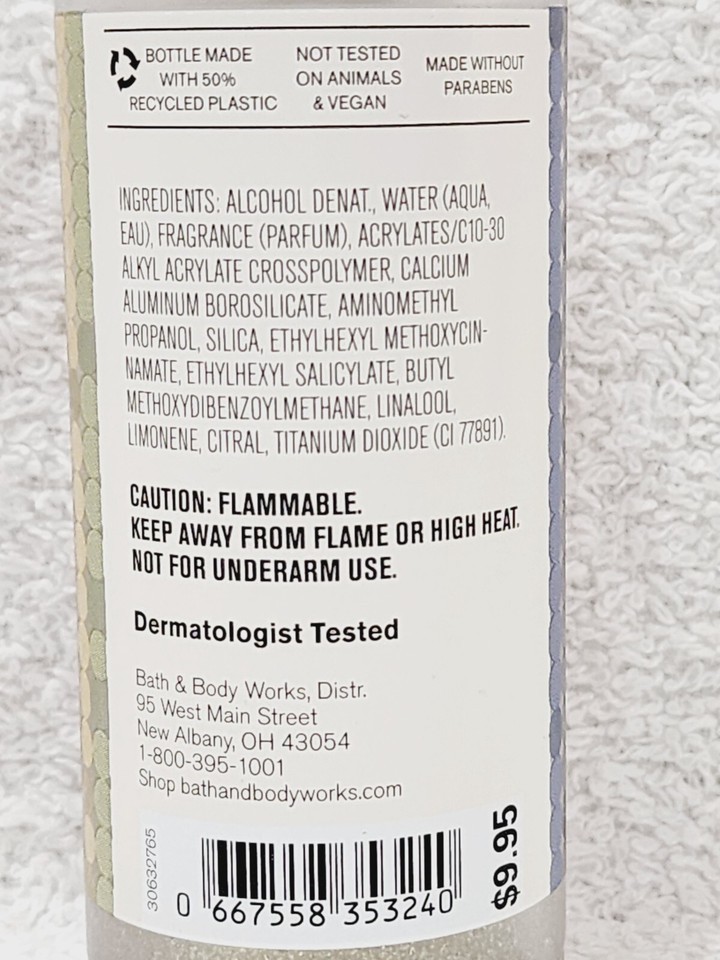 BOTTLE MADE
WITH 50%
RECYCLED PLASTIC
NOT TESTED
ON ANIMALS
& VEGAN
MADE WITHOUT
PARABENS
INGREDIENTS: ALCOHOL DENAT., WATER (AQUA,
EAU), FRAGRANCE (PARFUM), ACRYLATES/C10-30
ALKYL ACRYLATE CROSSPOLYMER, CALCIUM
ALUMINUM BOROSILICATE, AMINOMETHYL
PROPANOL, SILICA, ETHYLHEXYL METHOXYCIN-
NAMATE, ETHYLHEXYL SALICYLATE, BUTYL
METHOXYDIBENZOYLMETHANE, LINALOOL,
LIMONENE, CITRAL, TITANIUM DIOXIDE (CI 77891).
CAUTION: FLAMMABLE.
KEEP AWAY FROM FLAME OR HIGH HEAT.
NOT FOR UNDERARM USE.
Dermatologist Tested
Bath & Body Works, Distr.
95 West Main Street
New Albany, OH 43054
1-800-395-1001
Shop bathandbodyworks.com
30632765
0 667558 353240
$9.95